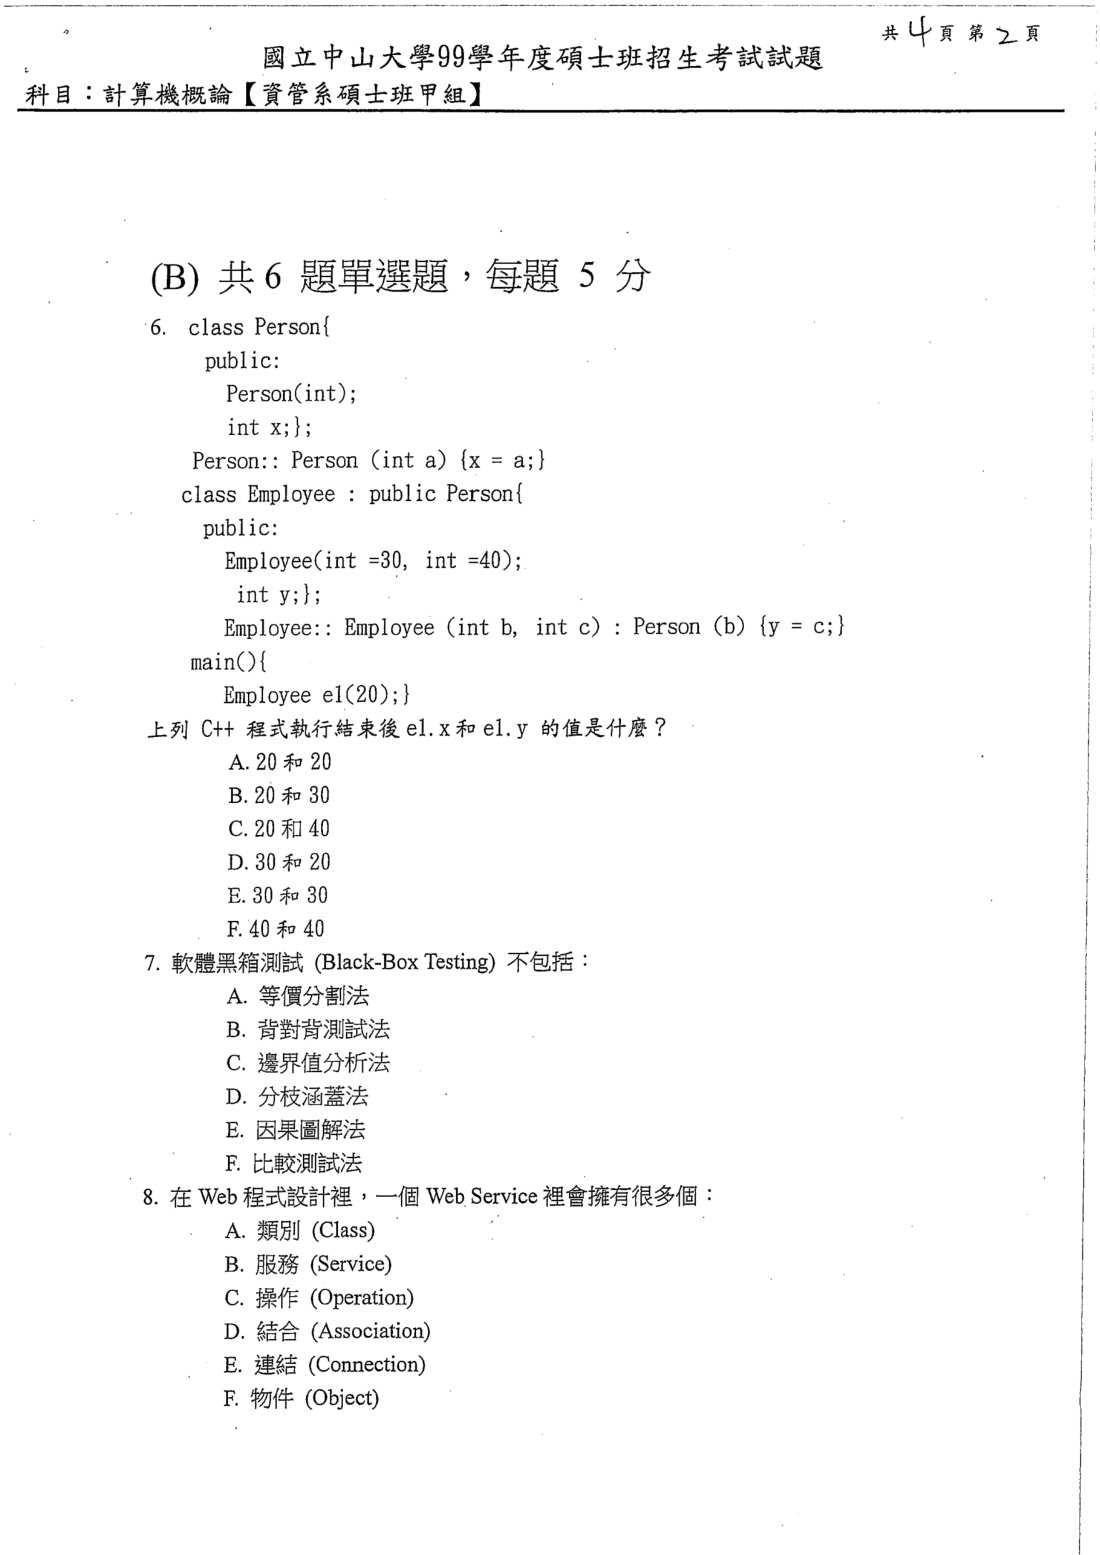 共4頁 第2頁
國立中山大學99學年度碩士班招生考試試題
科目：計算機概論【資管系碩士班甲組】
(B) 共 6 題單選題，每題 5 分
6. class Person{
public:
Person(int);
int x;};
Person:: Person (int a) {x = a;}
class Employee : public Person{
public:
Employee(int =30, int =40);
int y;};
Employee:: Employee (int b, int c) : Person (b) {y = c;}
main(){
Employee e1(20);}
上列 C++ 程式執行結束後 e1.x 和 e1.y 的值是什麼？
A. 20 和 20
B. 20 和 30
C. 20 和 40
D. 30 和 20
E. 30 和 30
F. 40 和 40
7. 軟體黑箱測試 (Black-Box Testing) 不包括：
A. 等價分割法
B. 背對背測試法
C. 邊界值分析法
D. 分枝涵蓋法
E. 因果圖解法
F. 比較測試法
8. 在 Web 程式設計裡，一個 Web Service 裡會擁有很多個：
A. 類別 (Class)
B. 服務 (Service)
C. 操作 (Operation)
D. 結合 (Association)
E. 連結 (Connection)
F. 物件 (Object)